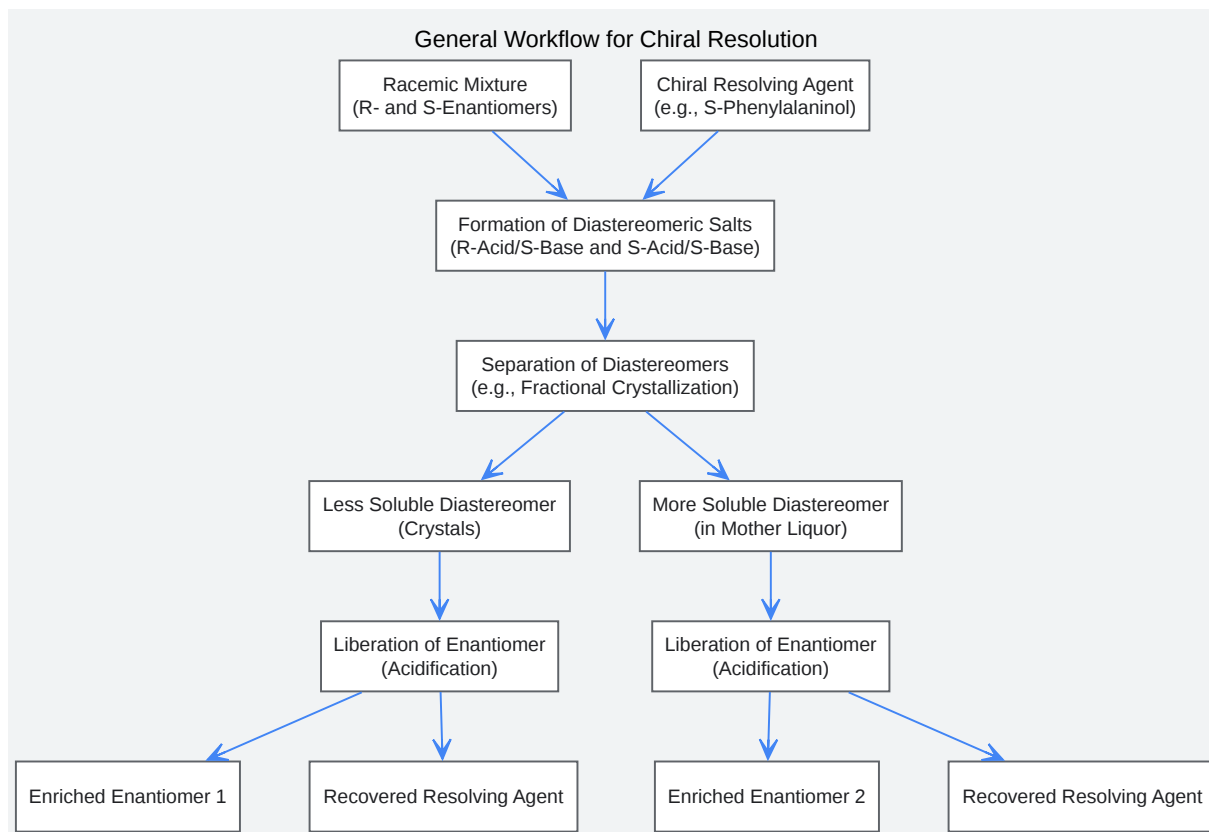 General Workflow for Chiral Resolution
Racemic Mixture
(R- and S-Enantiomers)
Chiral Resolving Agent
(e.g., S-Phenylalaninol)
Formation of Diastereomeric Salts
(R-Acid/S-Base and S-Acid/S-Base)
Separation of Diastereomers
(e.g., Fractional Crystallization)
Less Soluble Diastereomer
(Crystals)
More Soluble Diastereomer
(in Mother Liquor)
Liberation of Enantiomer
(Acidification)
Liberation of Enantiomer
(Acidification)
Enriched Enantiomer 1
Recovered Resolving Agent
Enriched Enantiomer 2
Recovered Resolving Agent